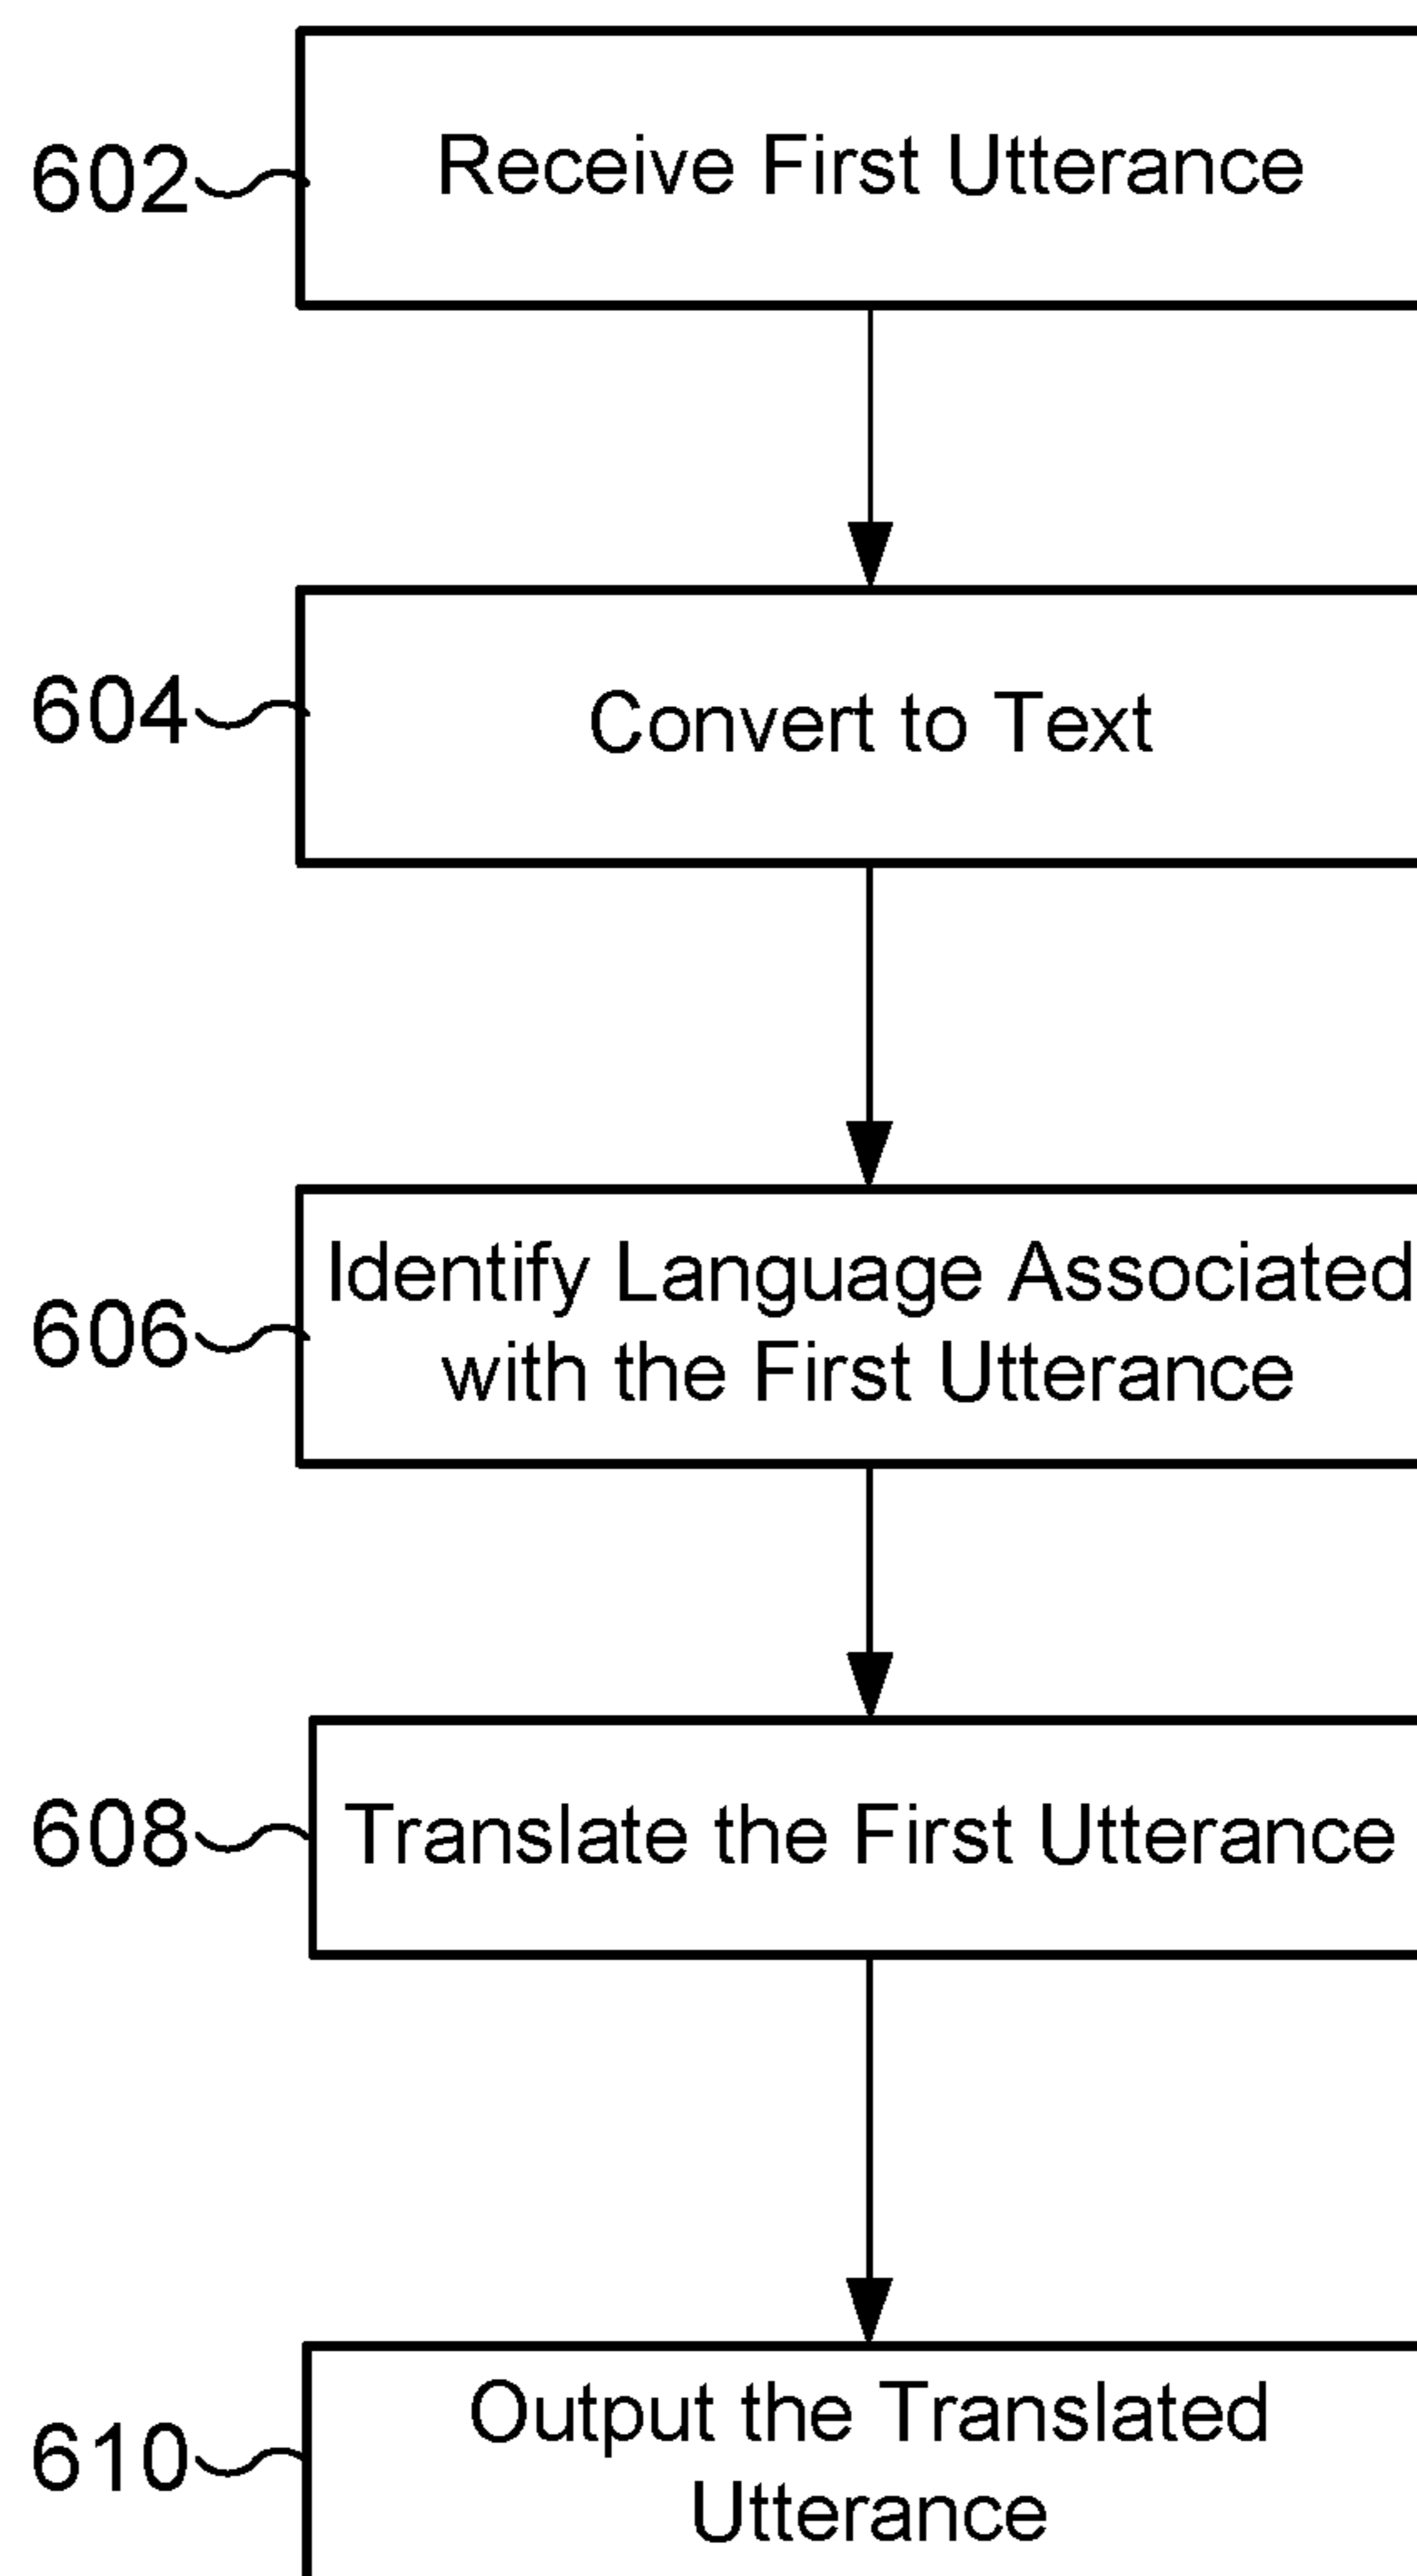 602
Receive First Utterance
604
Convert to Text
606
Identify Language Associated
with the First Utterance
608
Translate the First Utterance
610
Output the Translated
Utterance